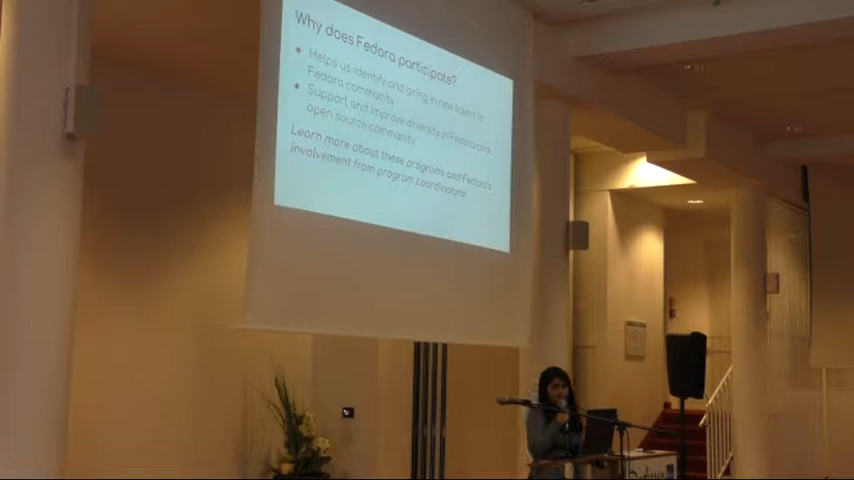 Why does Fedora participate?
• Helps us identify and bring in new talent to
Fedora community
• Support and improve diversity in Fedora and
open source community.
Learn more about these programs and Fedora's
involvement from program coordinators!